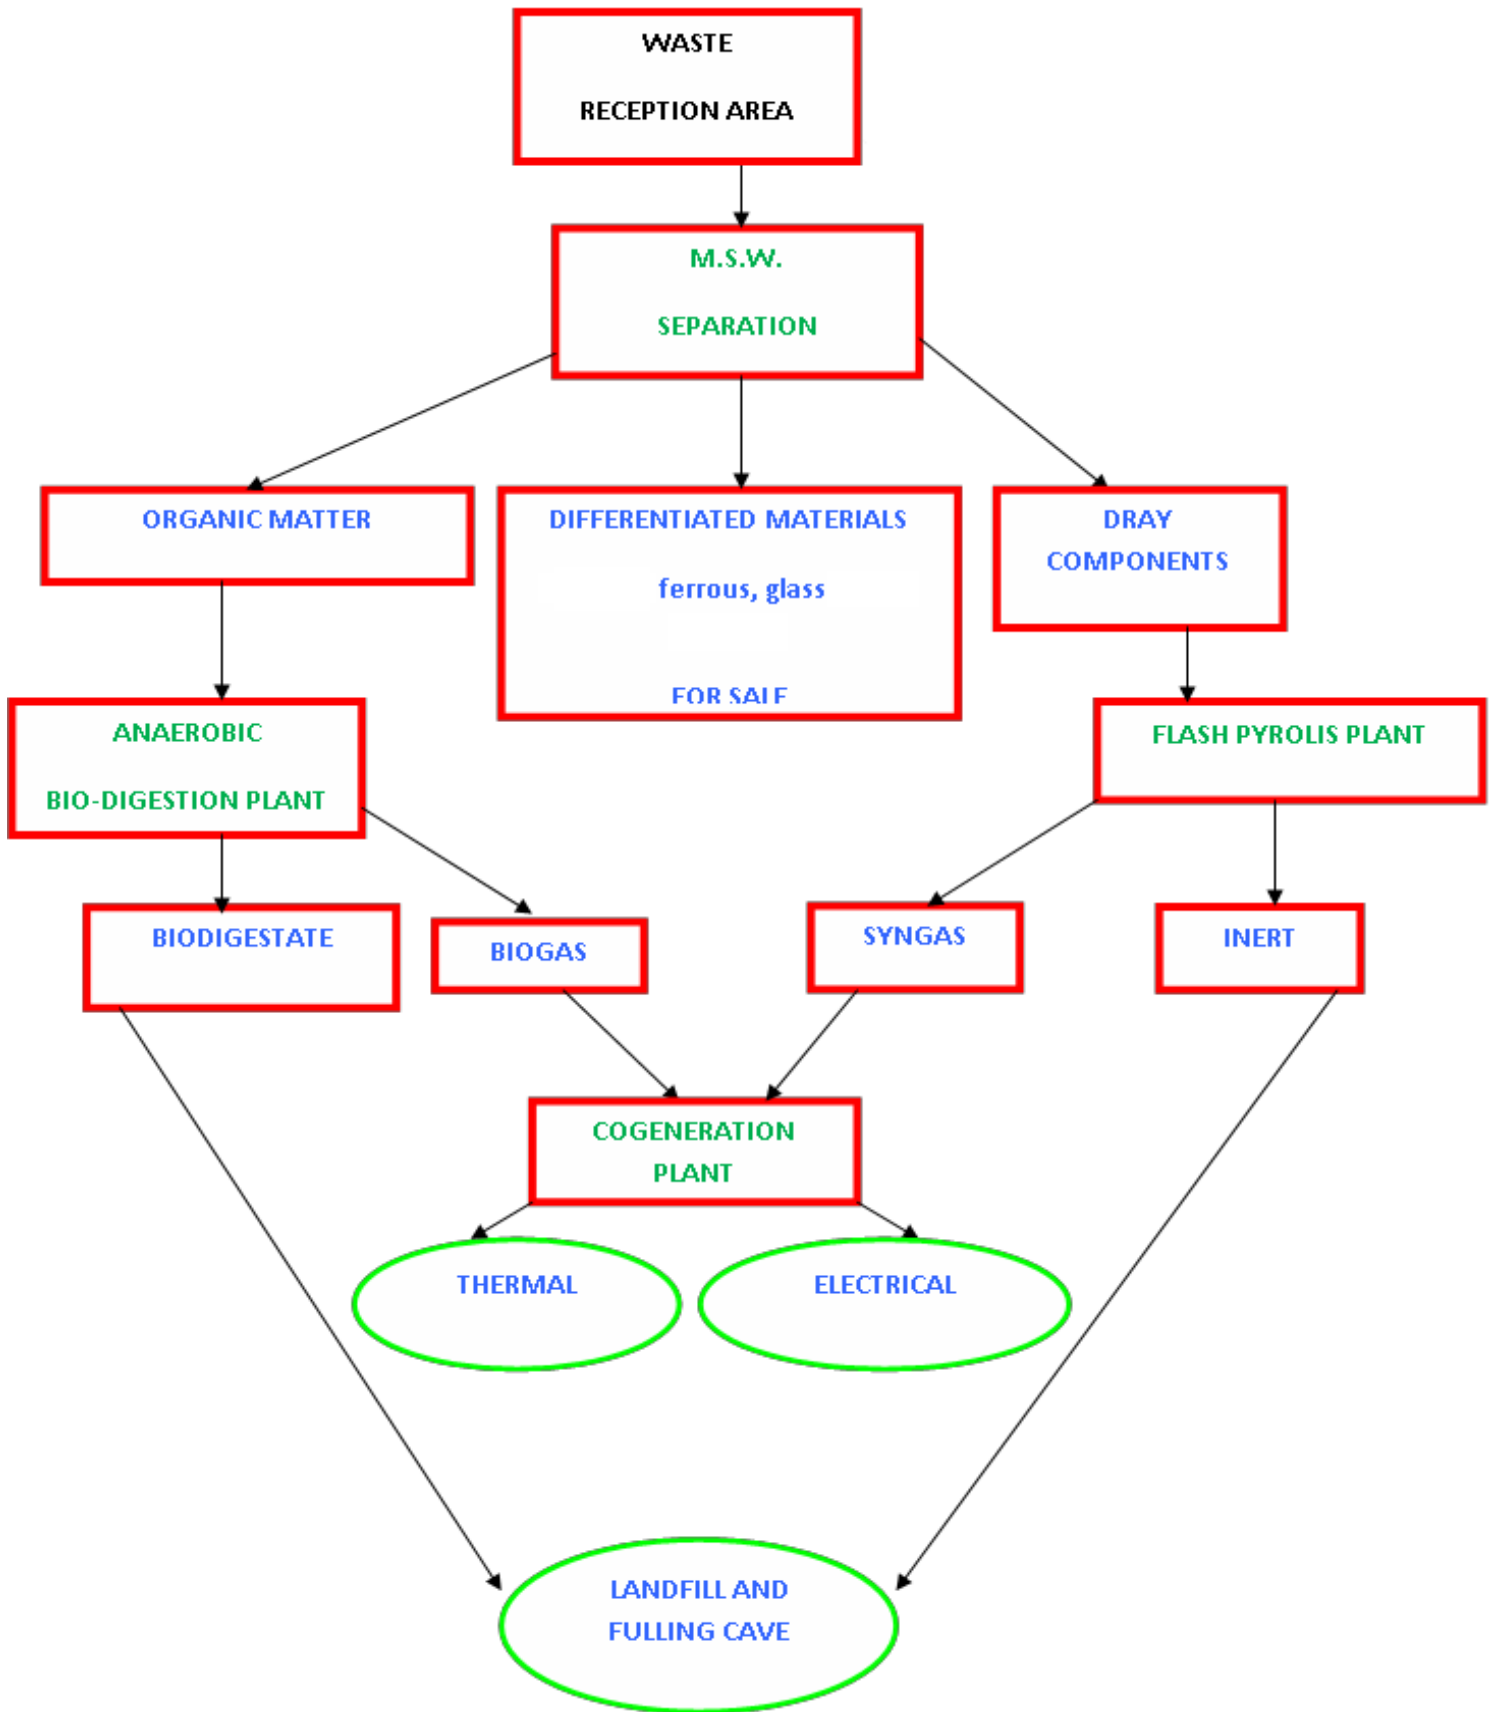 WASTE
RECEPTION AREA
M.S.W.
SEPARATION
ORGANIC MATTER
DIFFERENTIATED MATERIALS
ferrous, glass
FOR SALE
DRAY
COMPONENTS
ANAEROBIC
BIO-DIGESTION PLANT
FLASH PYROLIS PLANT
BIODIGESTATE
BIOGAS
SYNGAS
INERT
COGENERATION
PLANT
THERMAL
ELECTRICAL
LANDFILL AND
FULLING CAVE